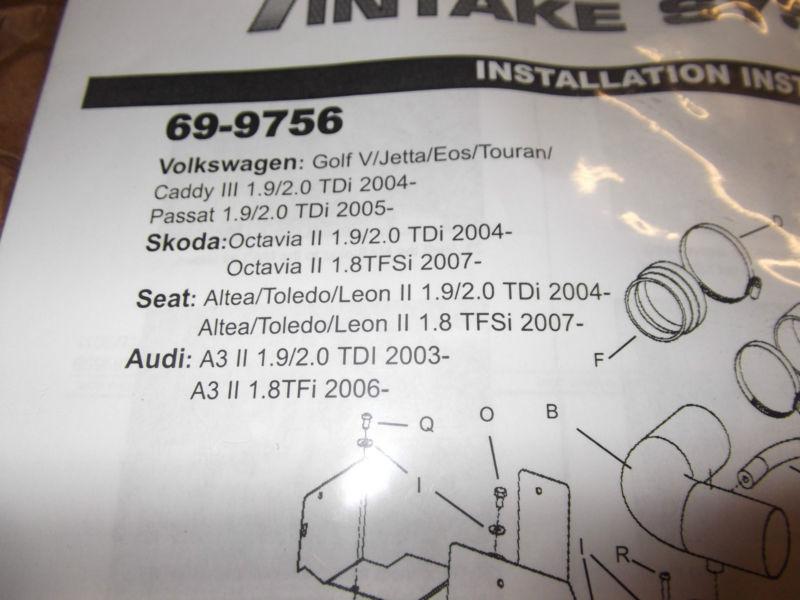 INTAKE
INSTALLATION
69-9756
Volkswagen: Golf V/Jetta/Eos/Touran/
Caddy III 1.9/2.0 TDi 2004-
Passat 1.9/2.0 TDi 2005-
Skoda:Octavia II 1.9/2.0 TDi 2004-
Octavia II 1.8TFSi 2007-
Seat: Altea/Toledo/Leon II 1.9/2.0 TDi 2004-
Altea/Toledo/Leon II 1.8 TFSi 2007-
Audi: A3 II 1.9/2.0 TDI 2003-
A3 II 1.8TFi 2006-
F
Q
O
B
I
I
R